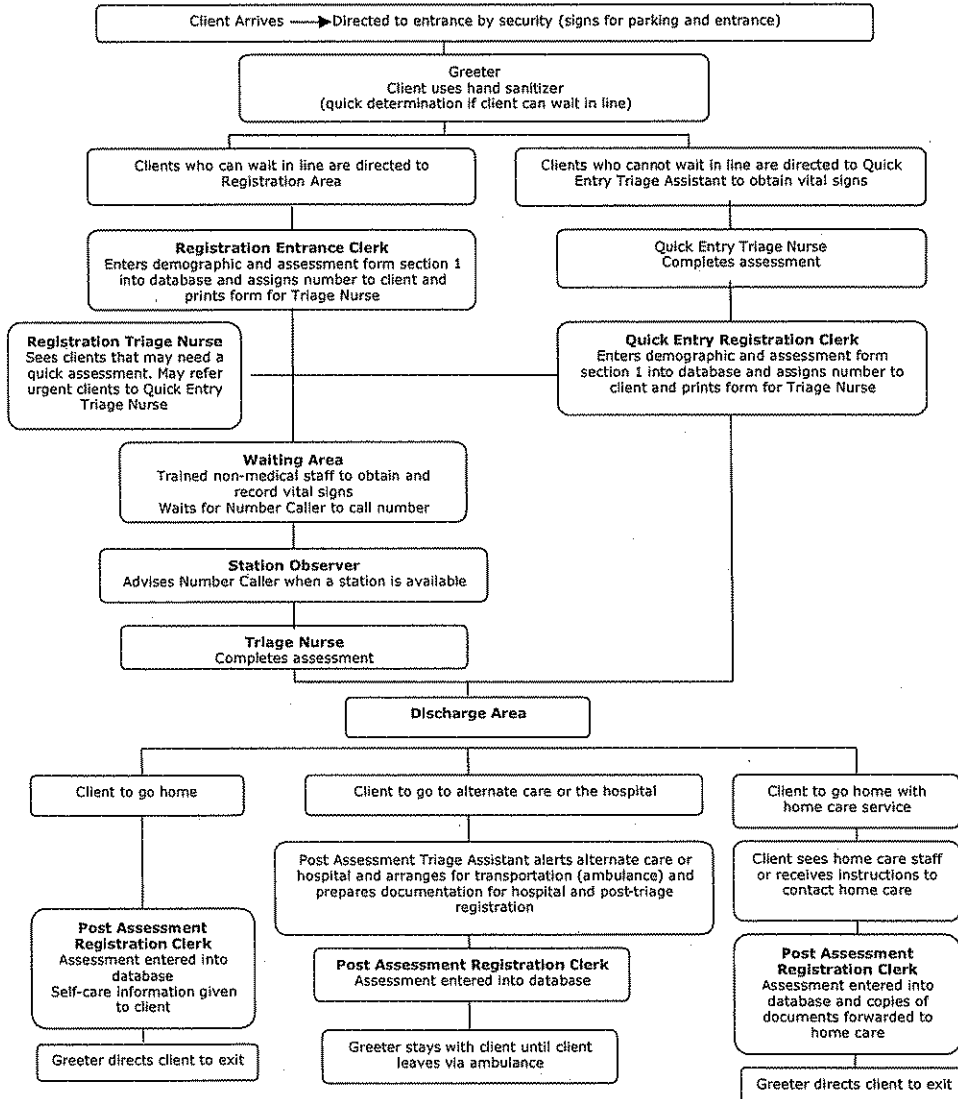 Client Arrives → Directed to entrance by security (signs for parking and entrance)
Greeter
Client uses hand sanitizer
(quick determination if client can wait in line)
Clients who can wait in line are directed to
Registration Area
Clients who cannot wait in line are directed to Quick
Entry Triage Assistant to obtain vital signs
Registration Entrance Clerk
Enters demographic and assessment form section 1
into database and assigns number to client and
prints form for Triage Nurse
Quick Entry Triage Nurse
Completes assessment
Registration Triage Nurse
Sees clients that may need a
quick assessment. May refer
urgent clients to Quick Entry
Triage Nurse
Quick Entry Registration Clerk
Enters demographic and assessment form
section 1 into database and assigns number to
client and prints form for Triage Nurse
Waiting Area
Trained non-medical staff to obtain and
record vital signs
Waits for Number Caller to call number
Station Observer
Advises Number Caller when a station is available
Triage Nurse
Completes assessment
Discharge Area
Client to go home
Client to go to alternate care or the hospital
Client to go home with
home care service
Post Assessment Triage Assistant alerts alternate care or
hospital and arranges for transportation (ambulance) and
prepares documentation for hospital and post-triage
registration
Client sees home care staff
or receives instructions to
contact home care
Post Assessment
Registration Clerk
Assessment entered into
database
Self-care information given
to client
Post Assessment Registration Clerk
Assessment entered into database
Post Assessment
Registration Clerk
Assessment entered into
database and copies of
documents forwarded to
home care
Greeter directs client to exit
Greeter stays with client until client
leaves via ambulance
Greeter directs client to exit